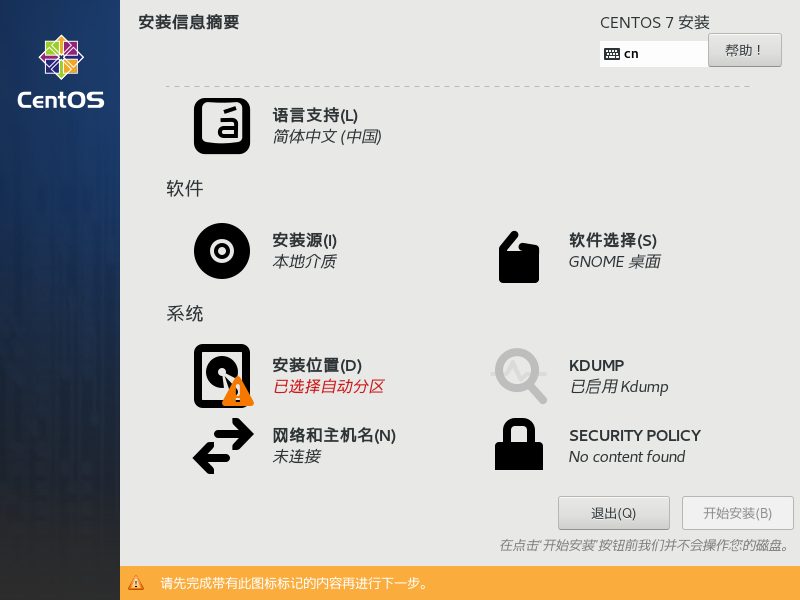 安装信息摘要
CENTOS 7 安装
cn
帮助！
CentOS
á
语言支持(L)
简体中文 (中国)
软件
安装源(I)
本地介质
软件选择(S)
GNOME 桌面
系统
安装位置(D)
已选择自动分区
KDUMP
已启用 Kdump
网络和主机名(N)
未连接
SECURITY POLICY
No content found
退出(Q)
开始安装(B)
在点击‘开始安装’按钮前我们并不会操作您的磁盘。
请先完成带有此图标标记的内容再进行下一步。